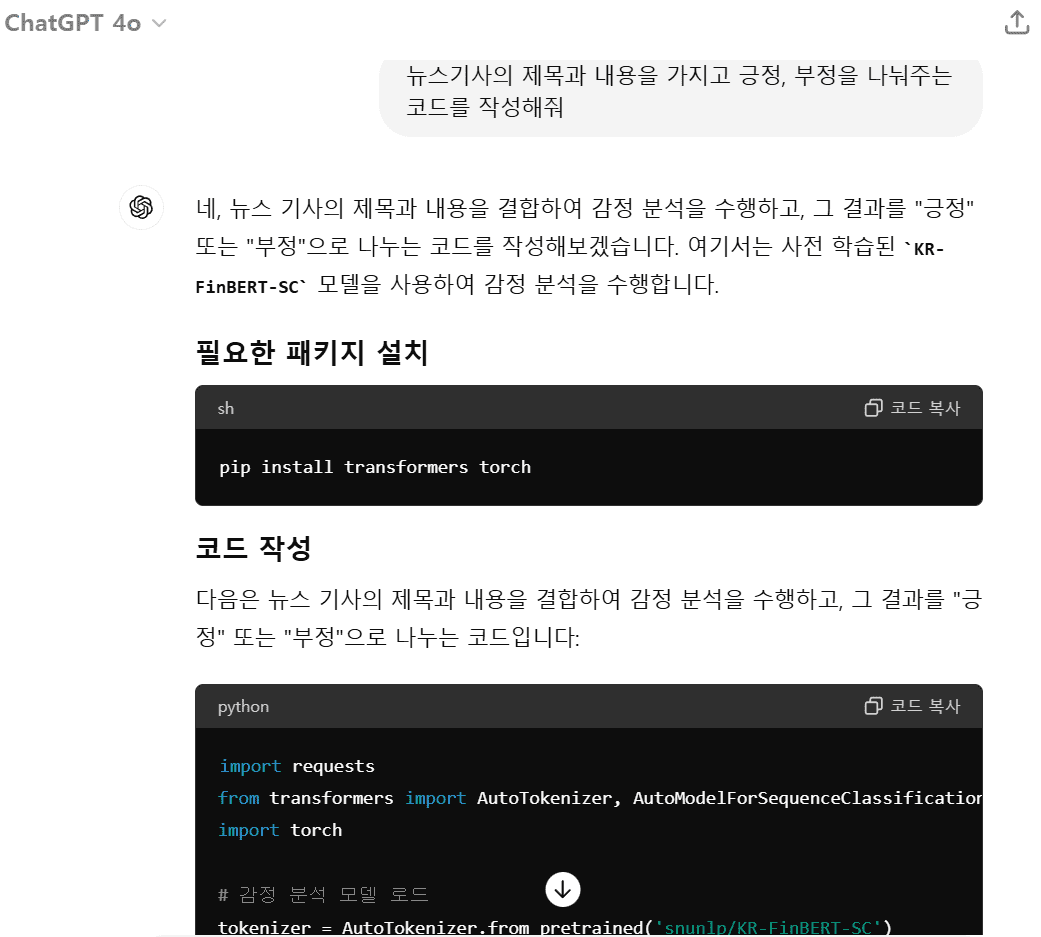 ChatGPT 4o
뉴스기사의 제목과 내용을 가지고 긍정, 부정을 나눠주는
코드를 작성해줘
네, 뉴스 기사의 제목과 내용을 결합하여 감정 분석을 수행하고, 그 결과를 "긍정"
또는 "부정"으로 나누는 코드를 작성해보겠습니다. 여기서는 사전 학습된 `KR-
FinBERT-SC` 모델을 사용하여 감정 분석을 수행합니다.
필요한 패키지 설치
sh
코드 복사
pip install transformers torch
코드 작성
다음은 뉴스 기사의 제목과 내용을 결합하여 감정 분석을 수행하고, 그 결과를 "긍
정" 또는 "부정"으로 나누는 코드입니다:
python
코드 복사
import requests
from transformers import AutoTokenizer, AutoModelForSequenceClassification
import torch
# 감정 분석 모델 로드
tokenizer = AutoTokenizer.from_pretrained('snunlp/KR-FinBERT-SC')